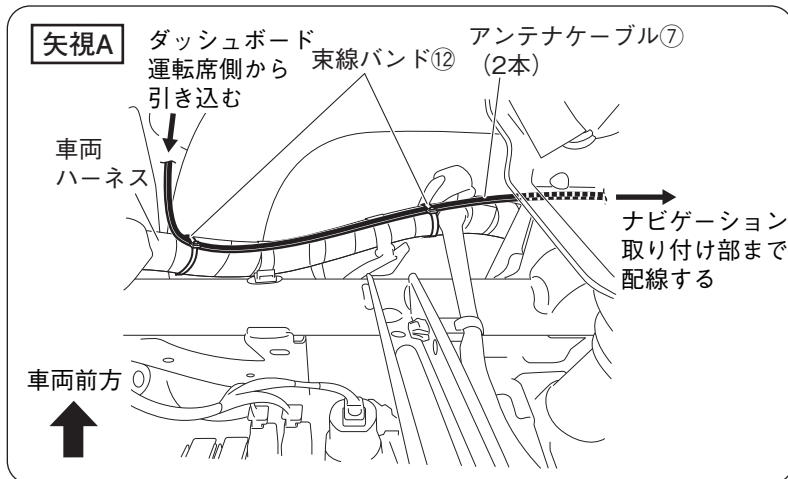 矢視A
ダッシュボード
運転席側から
引き込む
束線バンド⑫
アンテナケーブル⑦
（2本）
車両
ハーネス
ナビゲーション
取り付け部まで
配線する
車両前方